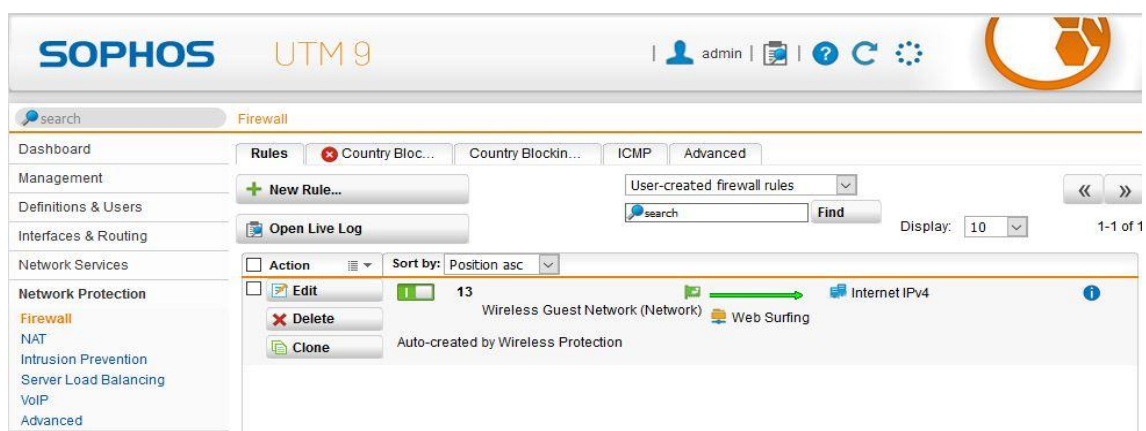 SOPHOS UTM 9
admin
search
Firewall
Dashboard
Management
Definitions & Users
Interfaces & Routing
Network Services
Network Protection
Firewall
NAT
Intrusion Prevention
Server Load Balancing
VoIP
Advanced
Rules Country Bloc... Country Blockin... ICMP Advanced
New Rule... User-created firewall rules
search Find
Open Live Log Display: 10 1-1 of 1
Action Sort by: Position asc
Edit 13 Internet IPv4
Wireless Guest Network (Network) Web Surfing
Delete
Clone Auto-created by Wireless Protection